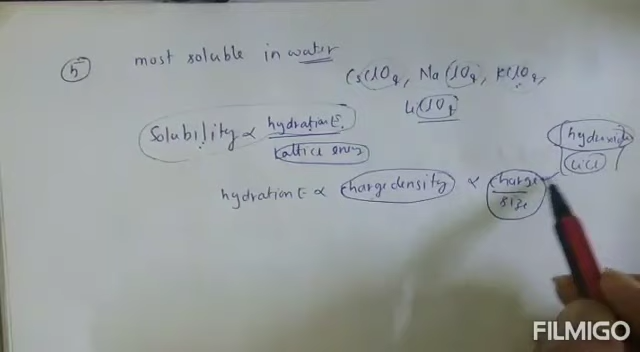 5
most soluble in water
CsClO4, NaClO4, KClO4,
LiClO4
Solubility ∝ hydration E.
Lattice energy
hydration E ∝ charge density ∝ charge
size
LiCl
FILMIGO